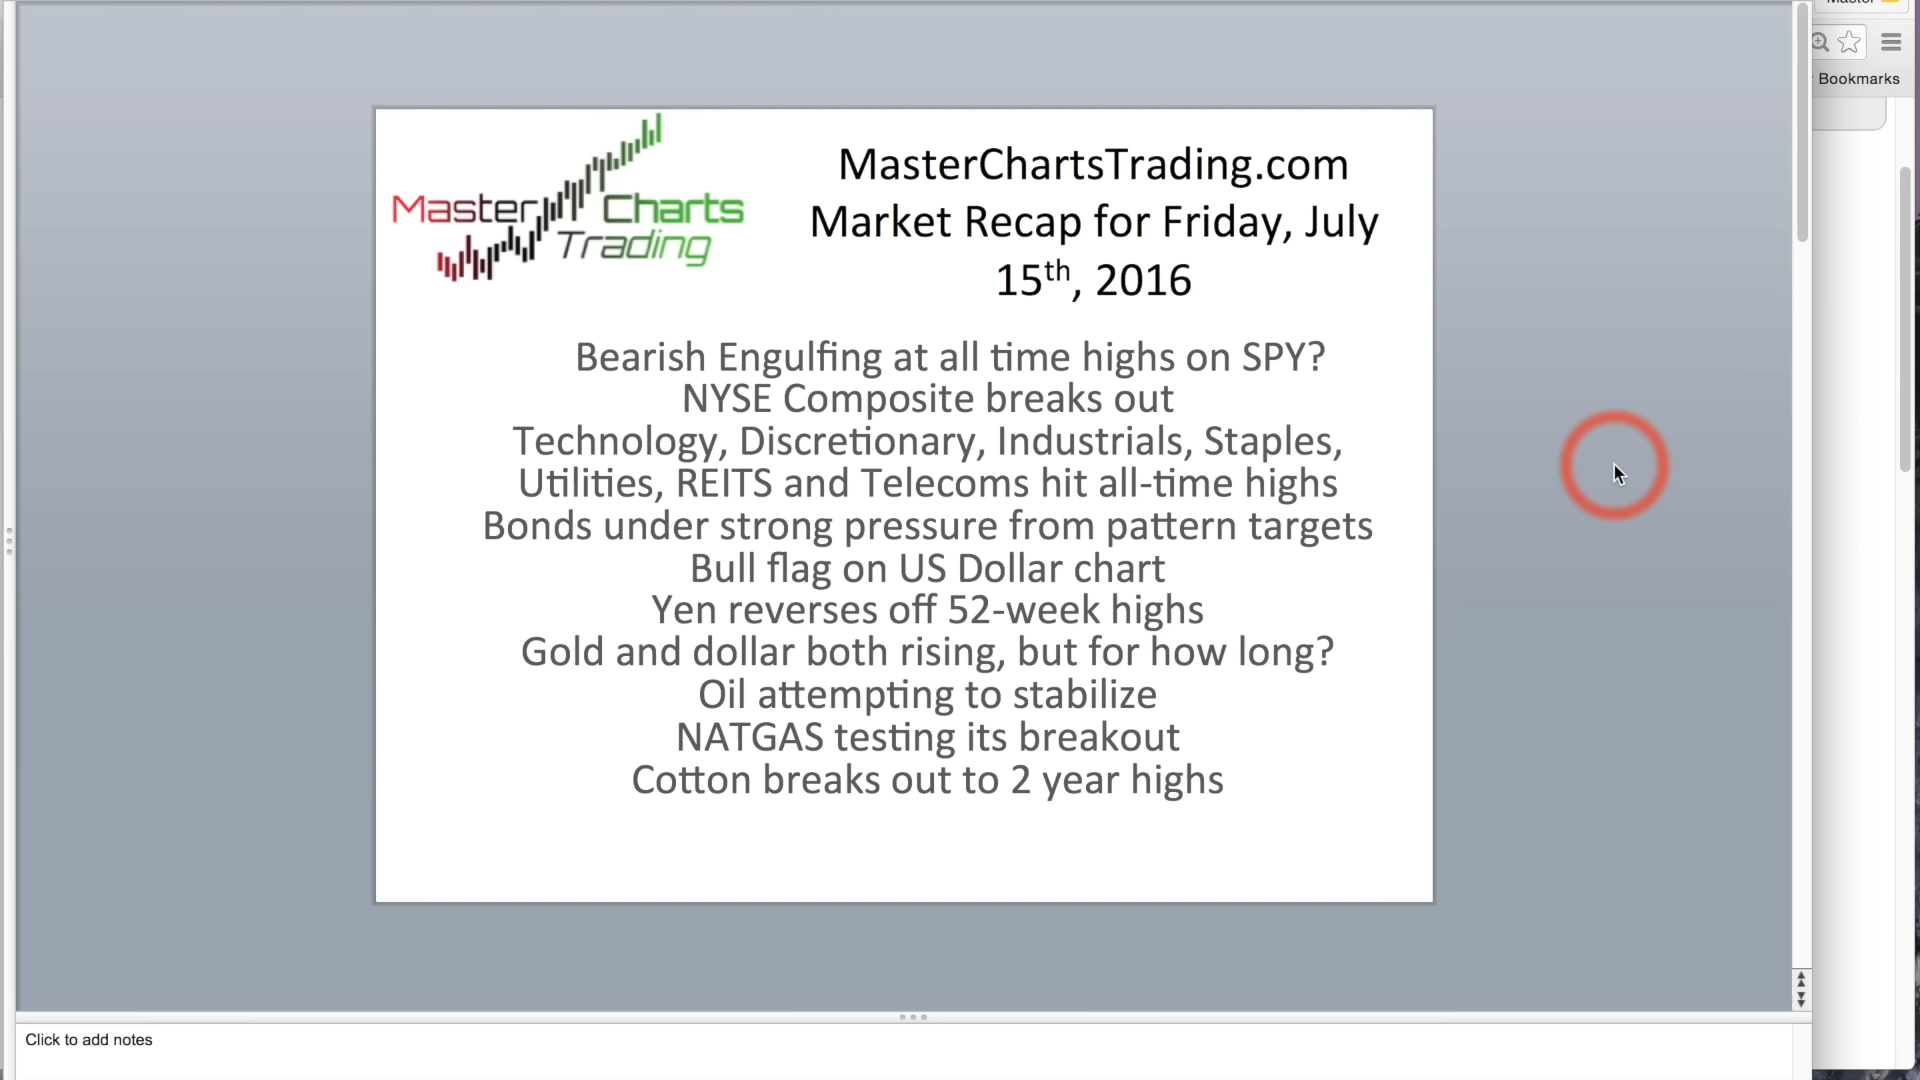 Master
Bookmarks
Master Charts
Trading
MasterChartsTrading.com
Market Recap for Friday, July
15th, 2016
Bearish Engulfing at all time highs on SPY?
NYSE Composite breaks out
Technology, Discretionary, Industrials, Staples,
Utilities, REITS and Telecoms hit all-time highs
Bonds under strong pressure from pattern targets
Bull flag on US Dollar chart
Yen reverses off 52-week highs
Gold and dollar both rising, but for how long?
Oil attempting to stabilize
NATGAS testing its breakout
Cotton breaks out to 2 year highs
Click to add notes